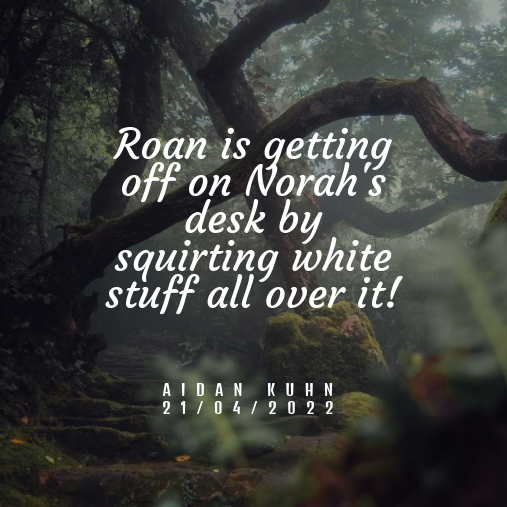 Roan is getting
off on Norah's
desk by
squirting white
stuff all over it!
AIDAN KUHN
21/04/2022